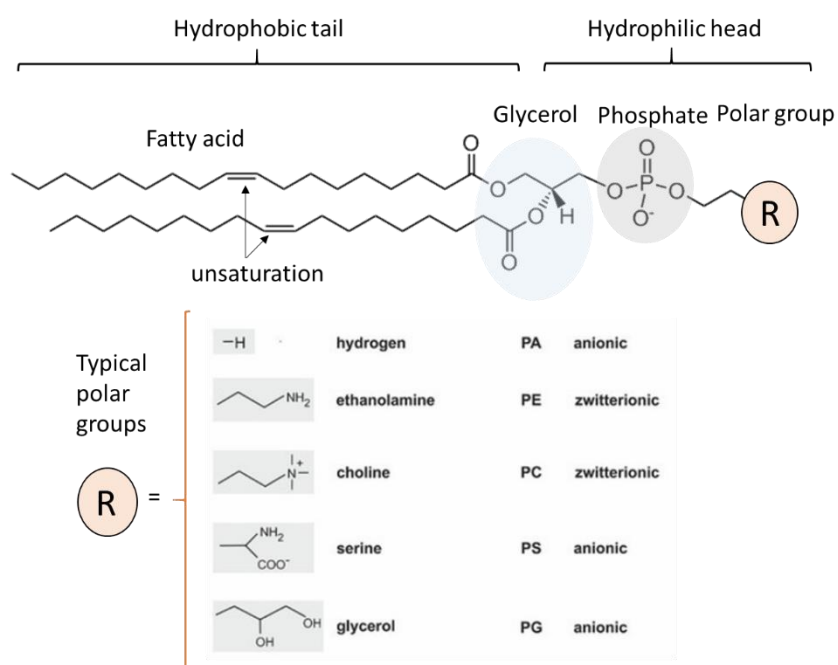 Hydrophobic tail
Hydrophilic head
Glycerol
Phosphate
Polar group
Fatty acid
O
O
O
P
O
O
O
O⁻
H
O
R
unsaturation
Typical
polar
groups
R =
–H hydrogen PA anionic
NH₂ ethanolamine PE zwitterionic
N⁺ choline PC zwitterionic
NH₂
COO⁻
serine PS anionic
OH
OH
glycerol PG anionic